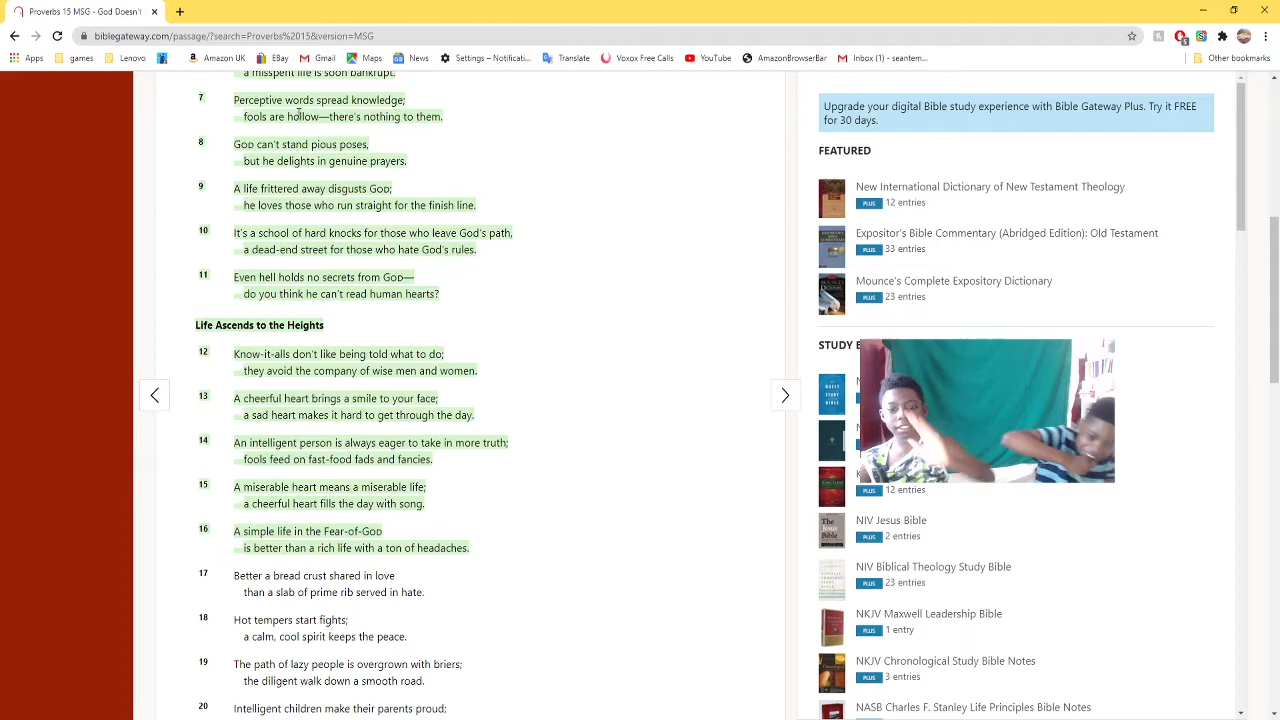 Proverbs 15 MSG - God Doesn't
biblegateway.com/passage/?search=Proverbs%2015&version=MSG
Apps games Learning Amazon UK EBay Gmail Maps News Settings – Notificati... Translate Voxox Free Calls YouTube AmazonBrowserBar Inbox (1) - seantem... Other bookmarks
a misspent life is soon bankrupt.
7 Perceptive words spread knowledge;
fools are hollow—there's nothing to them.
8 God can't stand pious poses,
but he delights in genuine prayers.
9 A life frittered away disgusts God;
he loves those who run straight for the finish line.
10 It's a school of hard knocks for those who leave God's path,
a dead-end street for those who hate God's rules.
11 Even hell holds no secrets from God—
do you think he can't read human hearts?
Life Ascends to the Heights
12 Know-it-alls don't like being told what to do;
they avoid the company of wise men and women.
13 A cheerful heart brings a smile to your face;
a sad heart makes it hard to get through the day.
14 An intelligent person is always eager to take in more truth;
fools feed on fast-food fads and fancies.
15 A miserable heart means a miserable life;
a cheerful heart fills the day with song.
16 A simple life in the Fear-of-God
is better than a rich life with a ton of headaches.
17 Better a bread crust shared in love
than a slab of prime rib served in hate.
18 Hot tempers start fights;
a calm, cool spirit keeps the peace.
19 The path of lazy people is overgrown with briers;
the diligent walk down a smooth road.
20 Intelligent children make their parents proud;
Upgrade your digital Bible study experience with Bible Gateway Plus. Try it FREE
for 30 days.
FEATURED
New International Dictionary of New Testament Theology
PLUS 12 entries
Expositor's Bible Commentary (Abridged Edition): Old Testament
PLUS 33 entries
Mounce's Complete Expository Dictionary
PLUS 23 entries
STUDY
PLUS 12 entries
NIV Jesus Bible
PLUS 2 entries
NIV Biblical Theology Study Bible
PLUS 23 entries
NKJV Maxwell Leadership Bible
PLUS 1 entry
NKJV Chronological Study Bible Notes
PLUS 3 entries
NASB Charles F. Stanley Life Principles Bible Notes